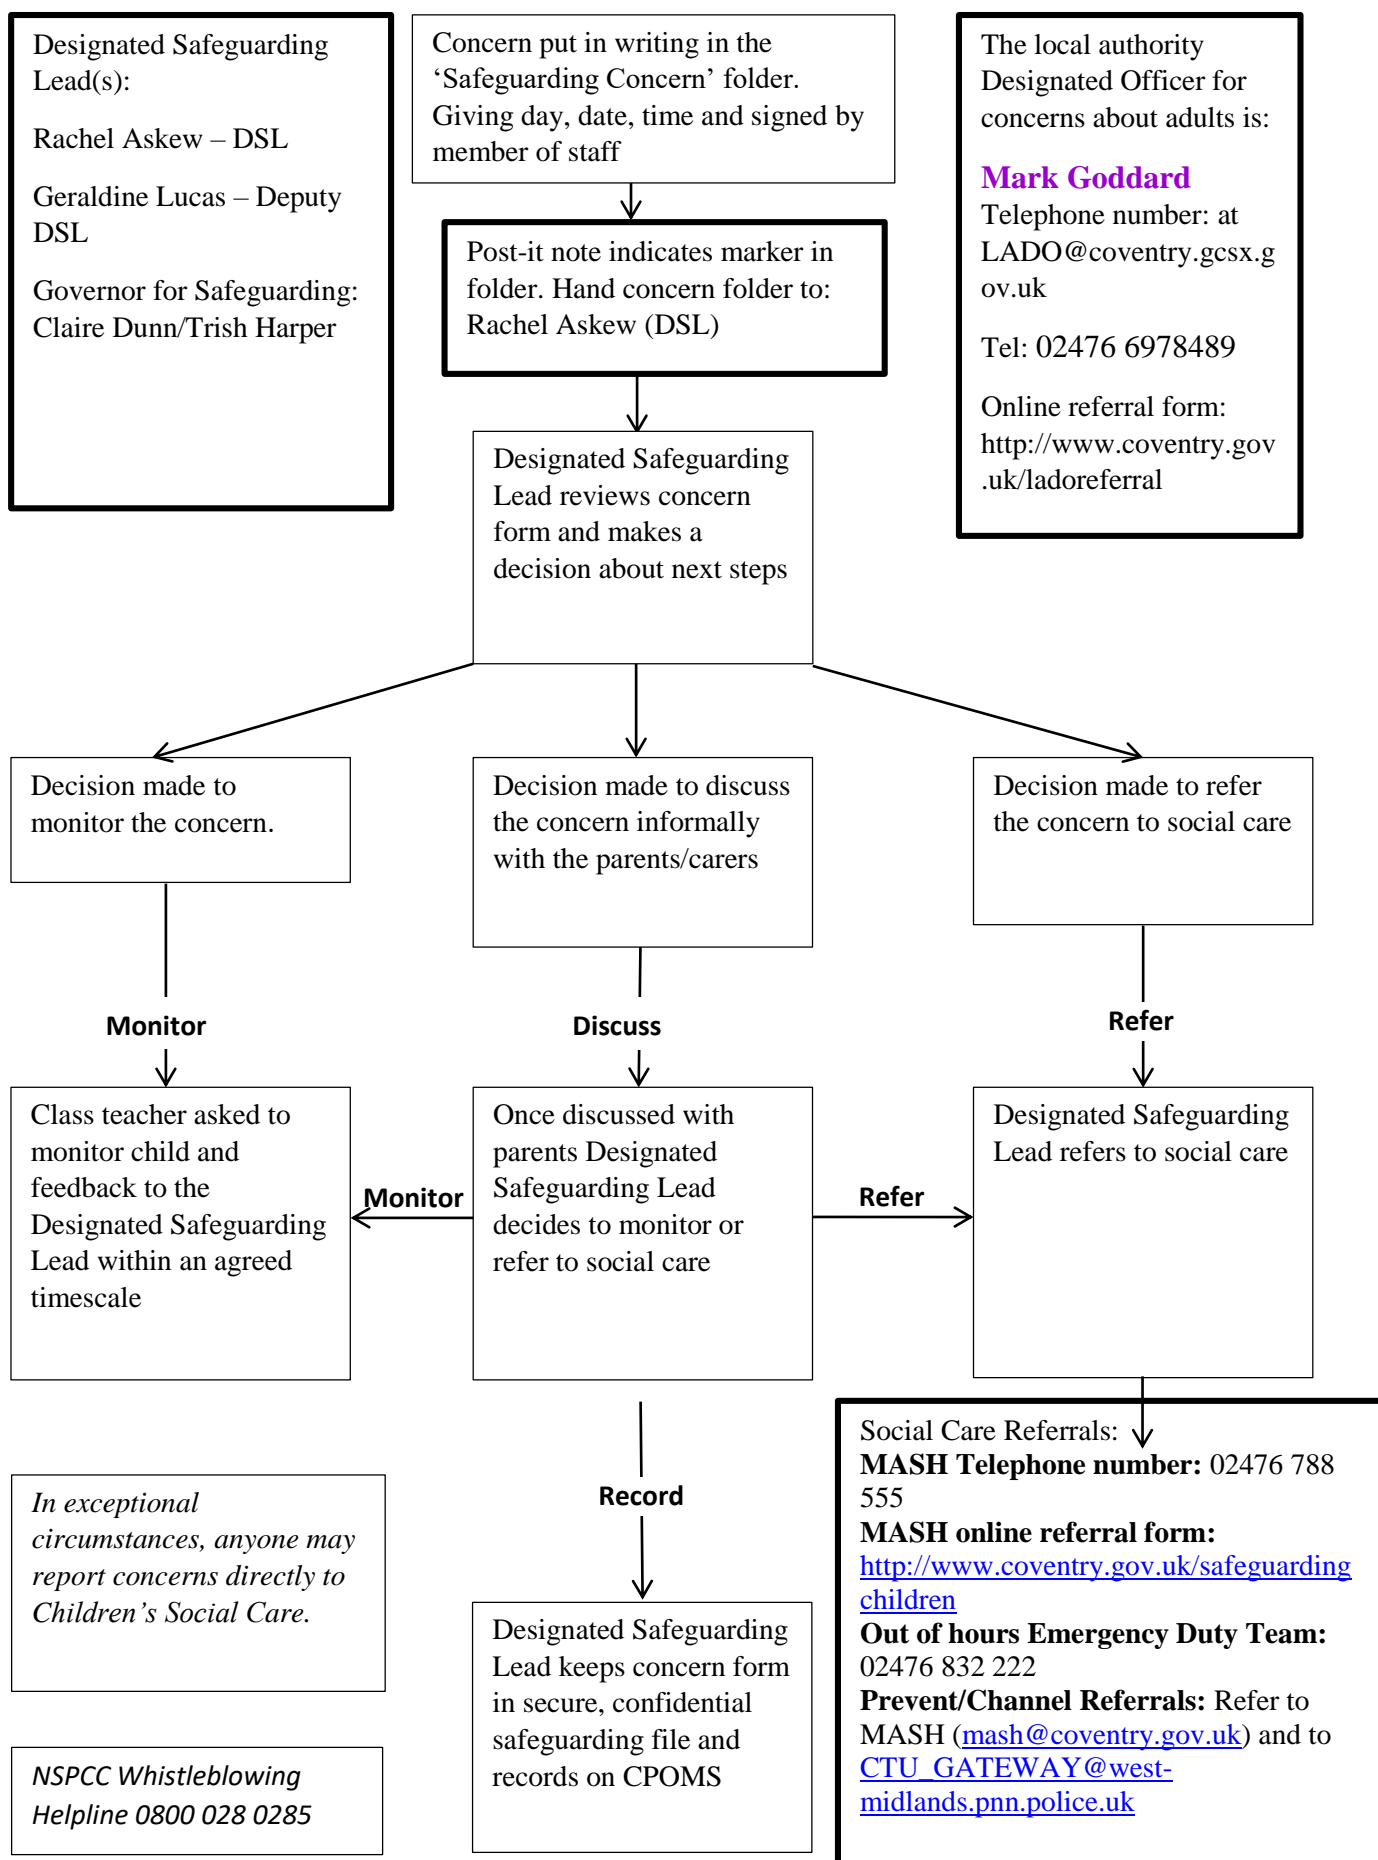 Designated Safeguarding
Lead(s):
Rachel Askew – DSL
Geraldine Lucas – Deputy
DSL
Governor for Safeguarding:
Claire Dunn/Trish Harper
Concern put in writing in the
‘Safeguarding Concern’ folder.
Giving day, date, time and signed by
member of staff
The local authority
Designated Officer for
concerns about adults is:
Mark Goddard
Telephone number: at
LADO@coventry.gcsx.g
ov.uk
Tel: 02476 6978489
Online referral form:
http://www.coventry.gov
.uk/ladoreferral
Post-it note indicates marker in
folder. Hand concern folder to:
Rachel Askew (DSL)
Designated Safeguarding
Lead reviews concern
form and makes a
decision about next steps
Decision made to
monitor the concern.
Decision made to discuss
the concern informally
with the parents/carers
Decision made to refer
the concern to social care
Monitor
Discuss
Refer
Class teacher asked to
monitor child and
feedback to the
Designated Safeguarding
Lead within an agreed
timescale
Monitor
Once discussed with
parents Designated
Safeguarding Lead
decides to monitor or
refer to social care
Refer
Designated Safeguarding
Lead refers to social care
In exceptional
circumstances, anyone may
report concerns directly to
Children’s Social Care.
Record
Social Care Referrals:
MASH Telephone number: 02476 788
555
MASH online referral form:
http://www.coventry.gov.uk/safeguarding
children
Out of hours Emergency Duty Team:
02476 832 222
Prevent/Channel Referrals: Refer to
MASH (mash@coventry.gov.uk) and to
CTU_GATEWAY@west-
midlands.pnn.police.uk
Designated Safeguarding
Lead keeps concern form
in secure, confidential
safeguarding file and
records on CPOMS
NSPCC Whistleblowing
Helpline 0800 028 0285